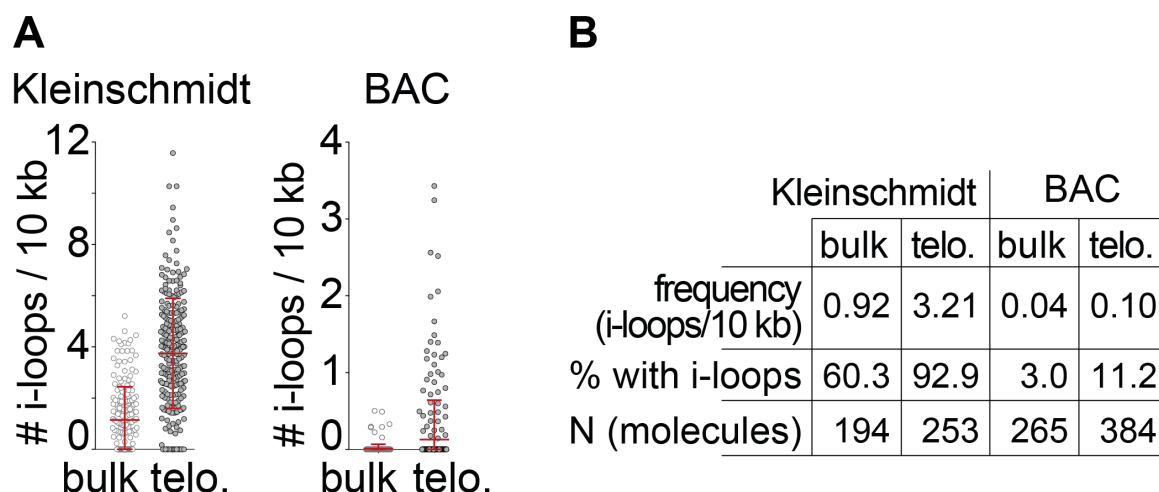 A
Kleinschmidt
# i-loops / 10 kb
12
8
4
0
bulk telo.
BAC
# i-loops / 10 kb
4
3
2
1
0
bulk telo.
B
Kleinschmidt BAC
bulk telo. bulk telo.
frequency
(i-loops/10 kb) 0.92 3.21 0.04 0.10
% with i-loops 60.3 92.9 3.0 11.2
N (molecules) 194 253 265 384